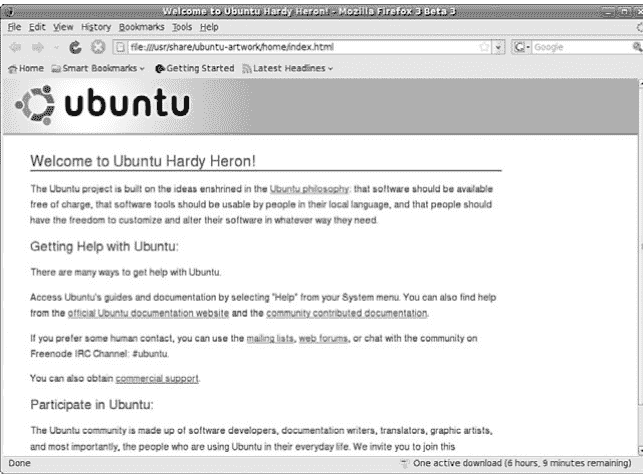 Welcome to Ubuntu Hardy Heron! - Mozilla Firefox 3 Beta 3
File Edit View History Bookmarks Tools Help
file:///usr/share/ubuntu-artwork/home/index.html
Google
Home Smart Bookmarks Getting Started Latest Headlines
ubuntu
Welcome to Ubuntu Hardy Heron!
The Ubuntu project is built on the ideas enshrined in the Ubuntu philosophy: that software should be available
free of charge, that software tools should be usable by people in their local language, and that people should
have the freedom to customize and alter their software in whatever way they need.
Getting Help with Ubuntu:
There are many ways to get help with Ubuntu.
Access Ubuntu's guides and documentation by selecting "Help" from your System menu. You can also find help
from the official Ubuntu documentation website and the community contributed documentation.
If you prefer some human contact, you can use the mailing lists, web forums, or chat with the community on
Freenode IRC Channel: #ubuntu.
You can also obtain commercial support.
Participate in Ubuntu:
The Ubuntu community is made up of software developers, documentation writers, translators, graphic artists,
and most importantly, the people who are using Ubuntu in their everyday life. We invite you to join this
Done
One active download (6 hours, 9 minutes remaining)